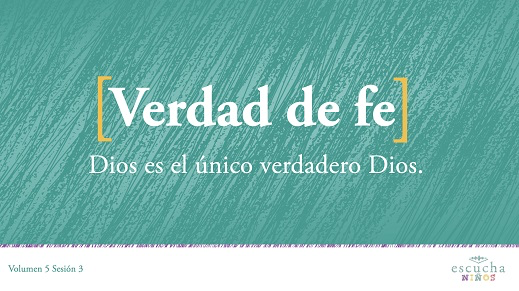 [Verdad de fe]
Dios es el único verdadero Dios.
Volumen 5 Sesión 3
escucha
NIÑOS